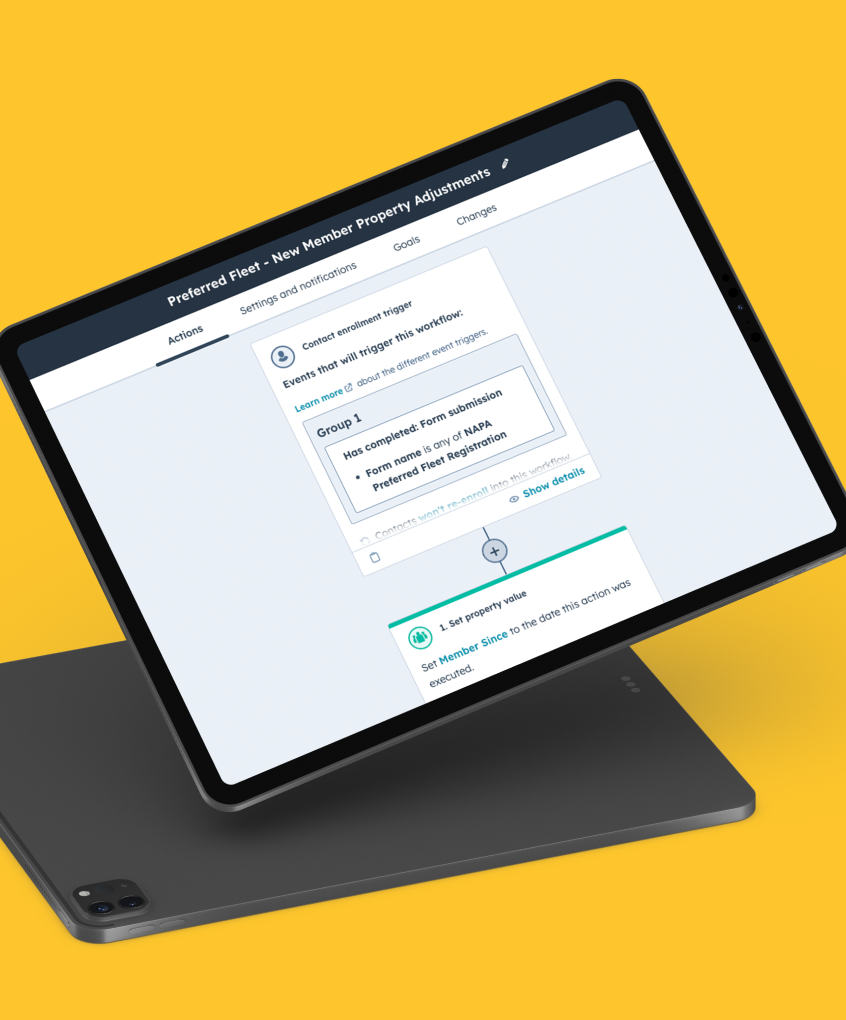 Preferred Fleet - New Member Property Adjustments
Actions
Settings and notifications
Goals
Changes
Contact enrollment trigger
Events that will trigger this workflow:
Learn more about the different event triggers.
Group 1
Has completed: Form submission
• Form name is any of NAPA
Preferred Fleet Registration
Contacts won't re-enroll into this workflow
Show details
+
1. Set property value
Set Member Since to the date this action was
executed.